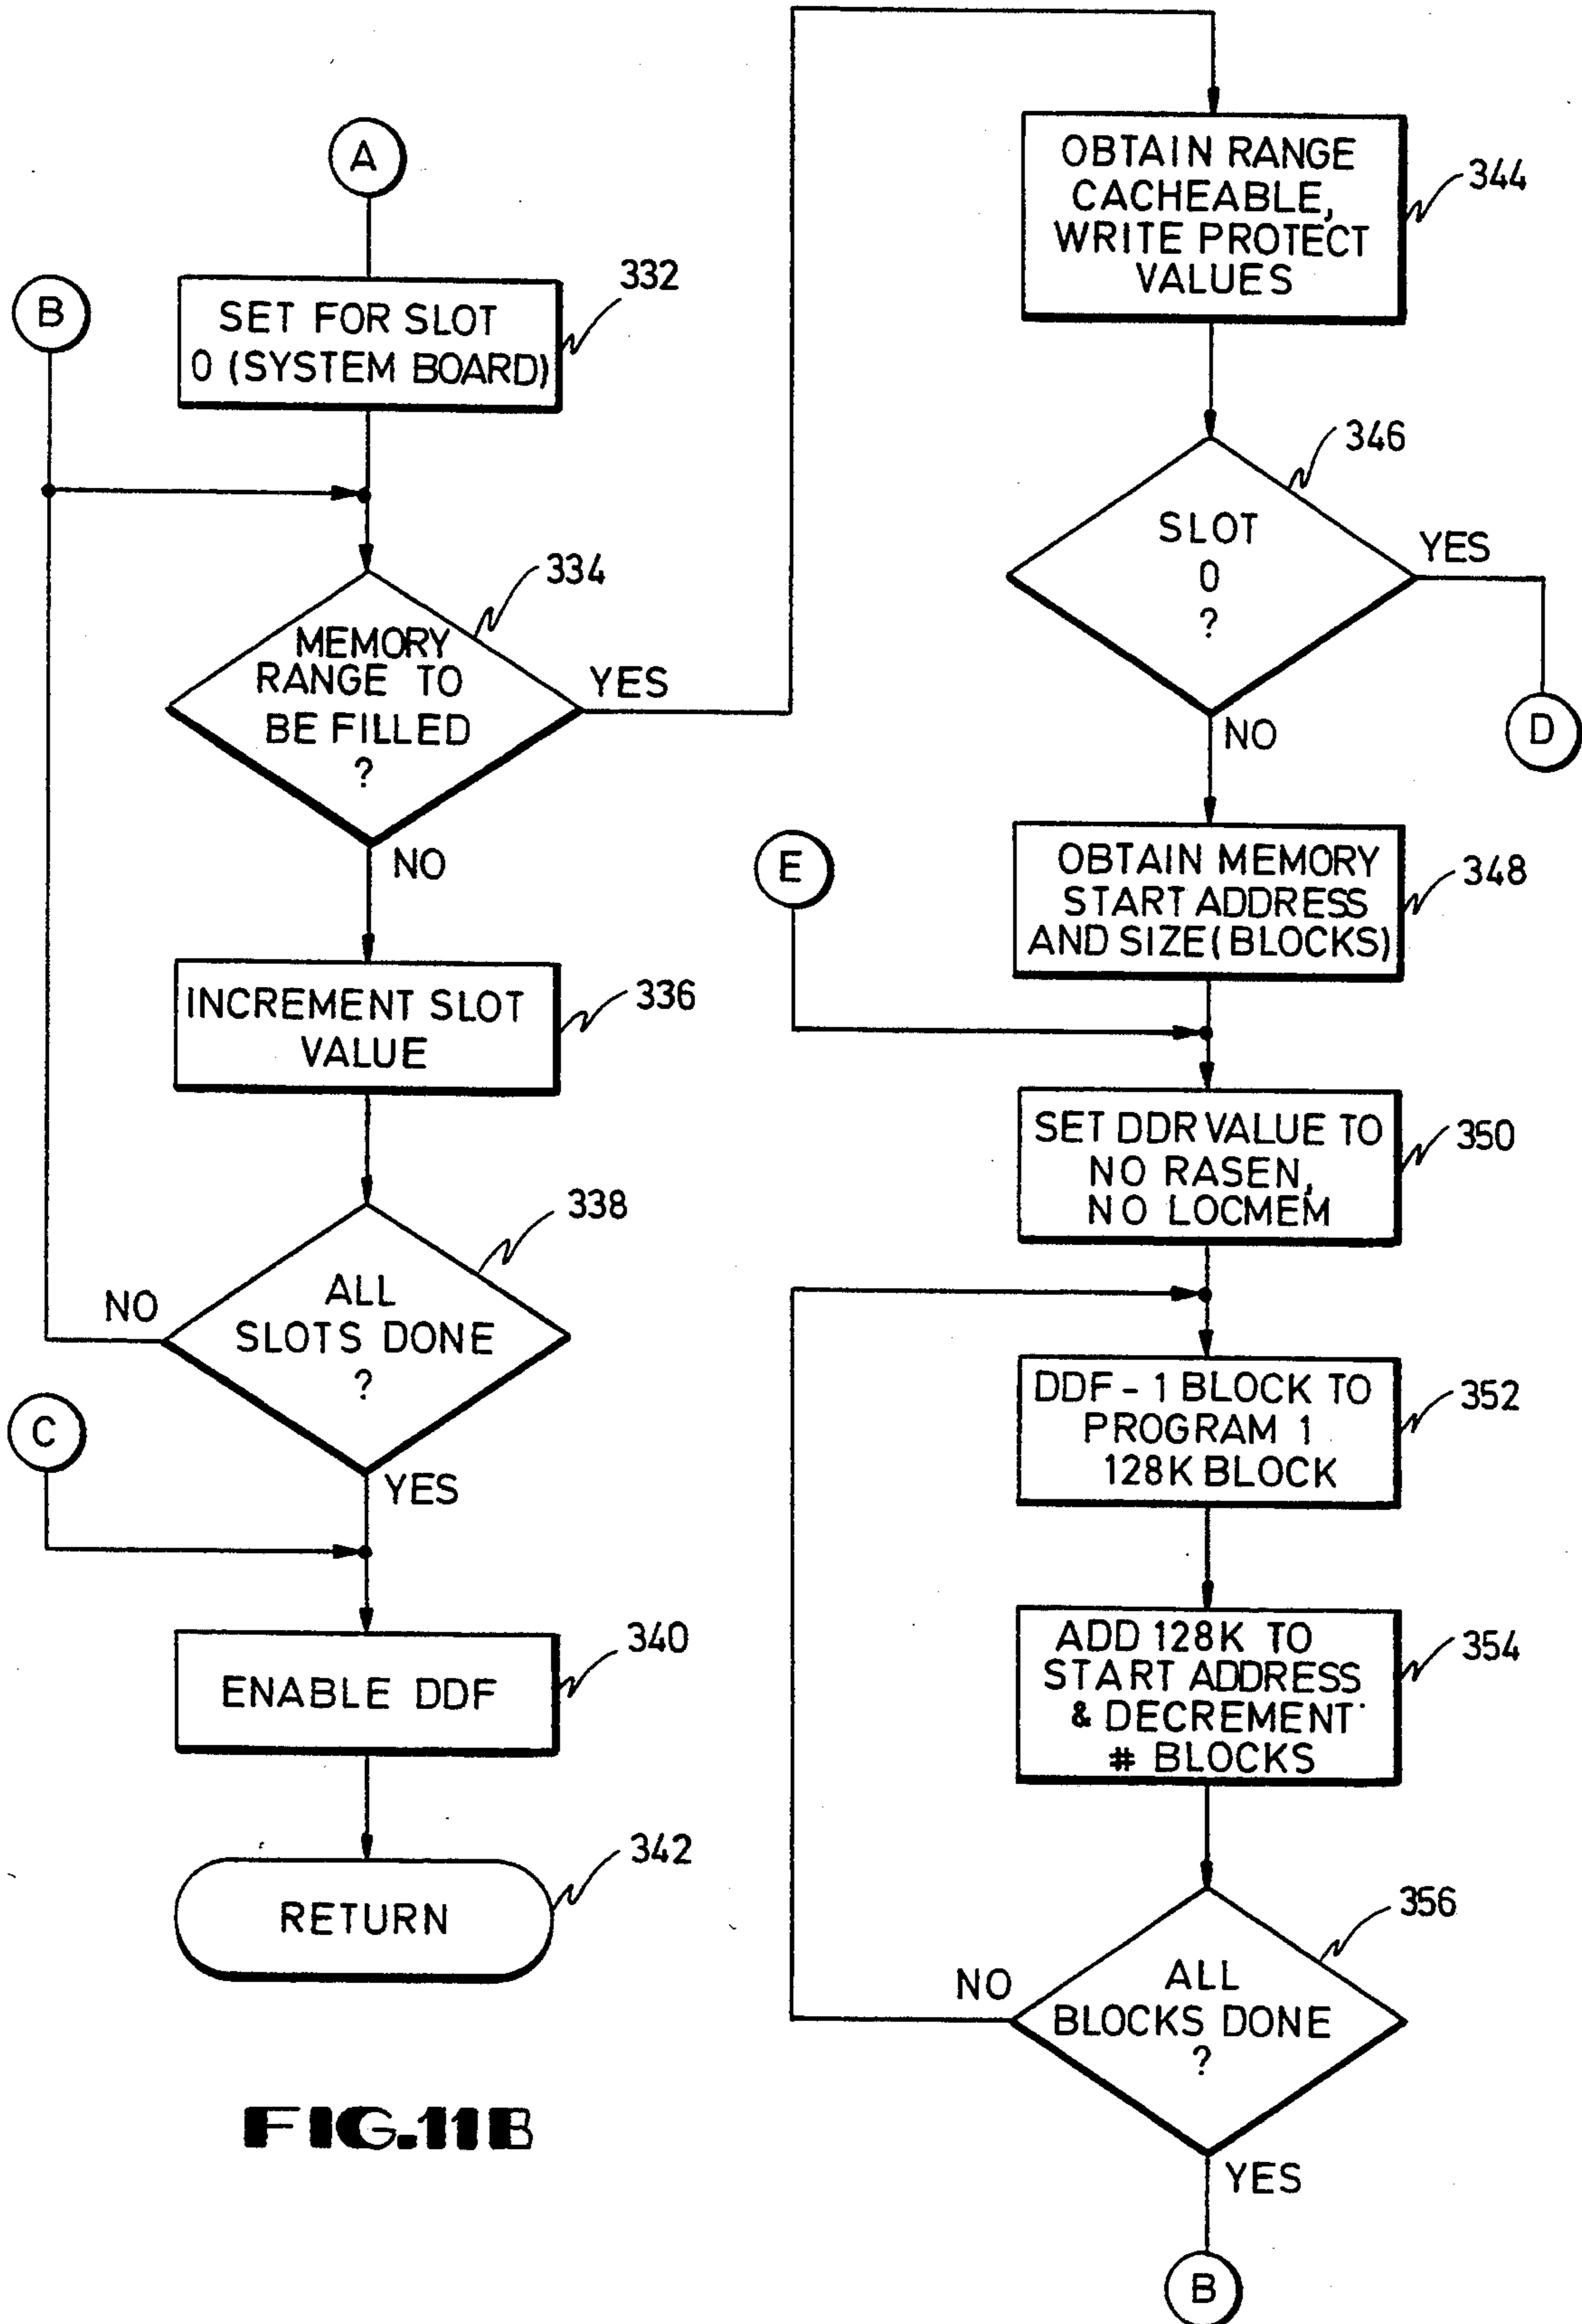 A
B
SET FOR SLOT
0 (SYSTEM BOARD)
332
334
MEMORY
RANGE TO
BE FILLED
?
YES
NO
INCREMENT SLOT
VALUE
336
338
NO
ALL
SLOTS DONE
?
C
YES
ENABLE DDF
340
RETURN
342
FIG.11B
OBTAIN RANGE
CACHEABLE,
WRITE PROTECT
VALUES
344
346
SLOT
0
?
YES
D
NO
E
OBTAIN MEMORY
START ADDRESS
AND SIZE (BLOCKS)
348
SET DDR VALUE TO
NO RASEN,
NO LOCMEM
350
DDF - 1 BLOCK TO
PROGRAM 1
128K BLOCK
352
ADD 128K TO
START ADDRESS
& DECREMENT
# BLOCKS
354
356
NO
ALL
BLOCKS DONE
?
YES
B